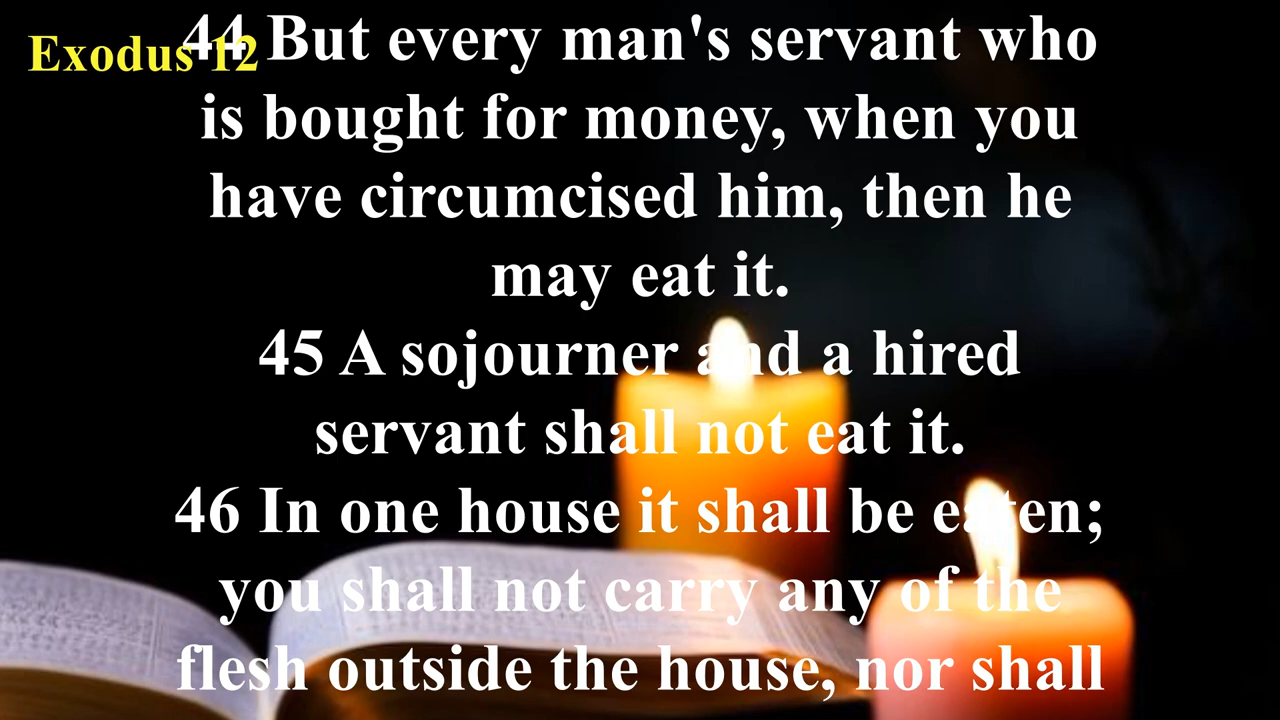 Exodus 12
44 But every man's servant who
is bought for money, when you
have circumcised him, then he
may eat it.
45 A sojourner and a hired
servant shall not eat it.
46 In one house it shall be eaten;
you shall not carry any of the
flesh outside the house, nor shall